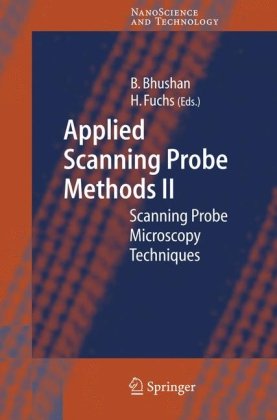 NanoScience
and Technology
B. Bhushan
H. Fuchs (Eds.)
Applied
Scanning Probe
Methods II
Scanning Probe
Microscopy
Techniques
Springer